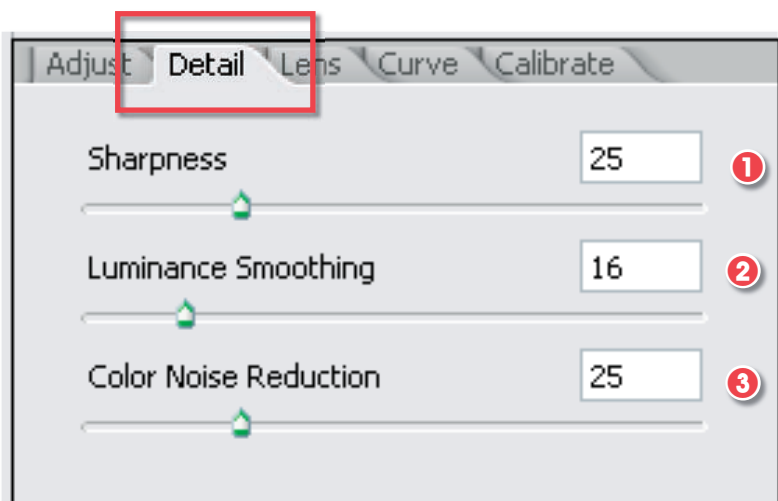 Adjust Detail Lens Curve Calibrate
Sharpness 25 1
Luminance Smoothing 16 2
Color Noise Reduction 25 3